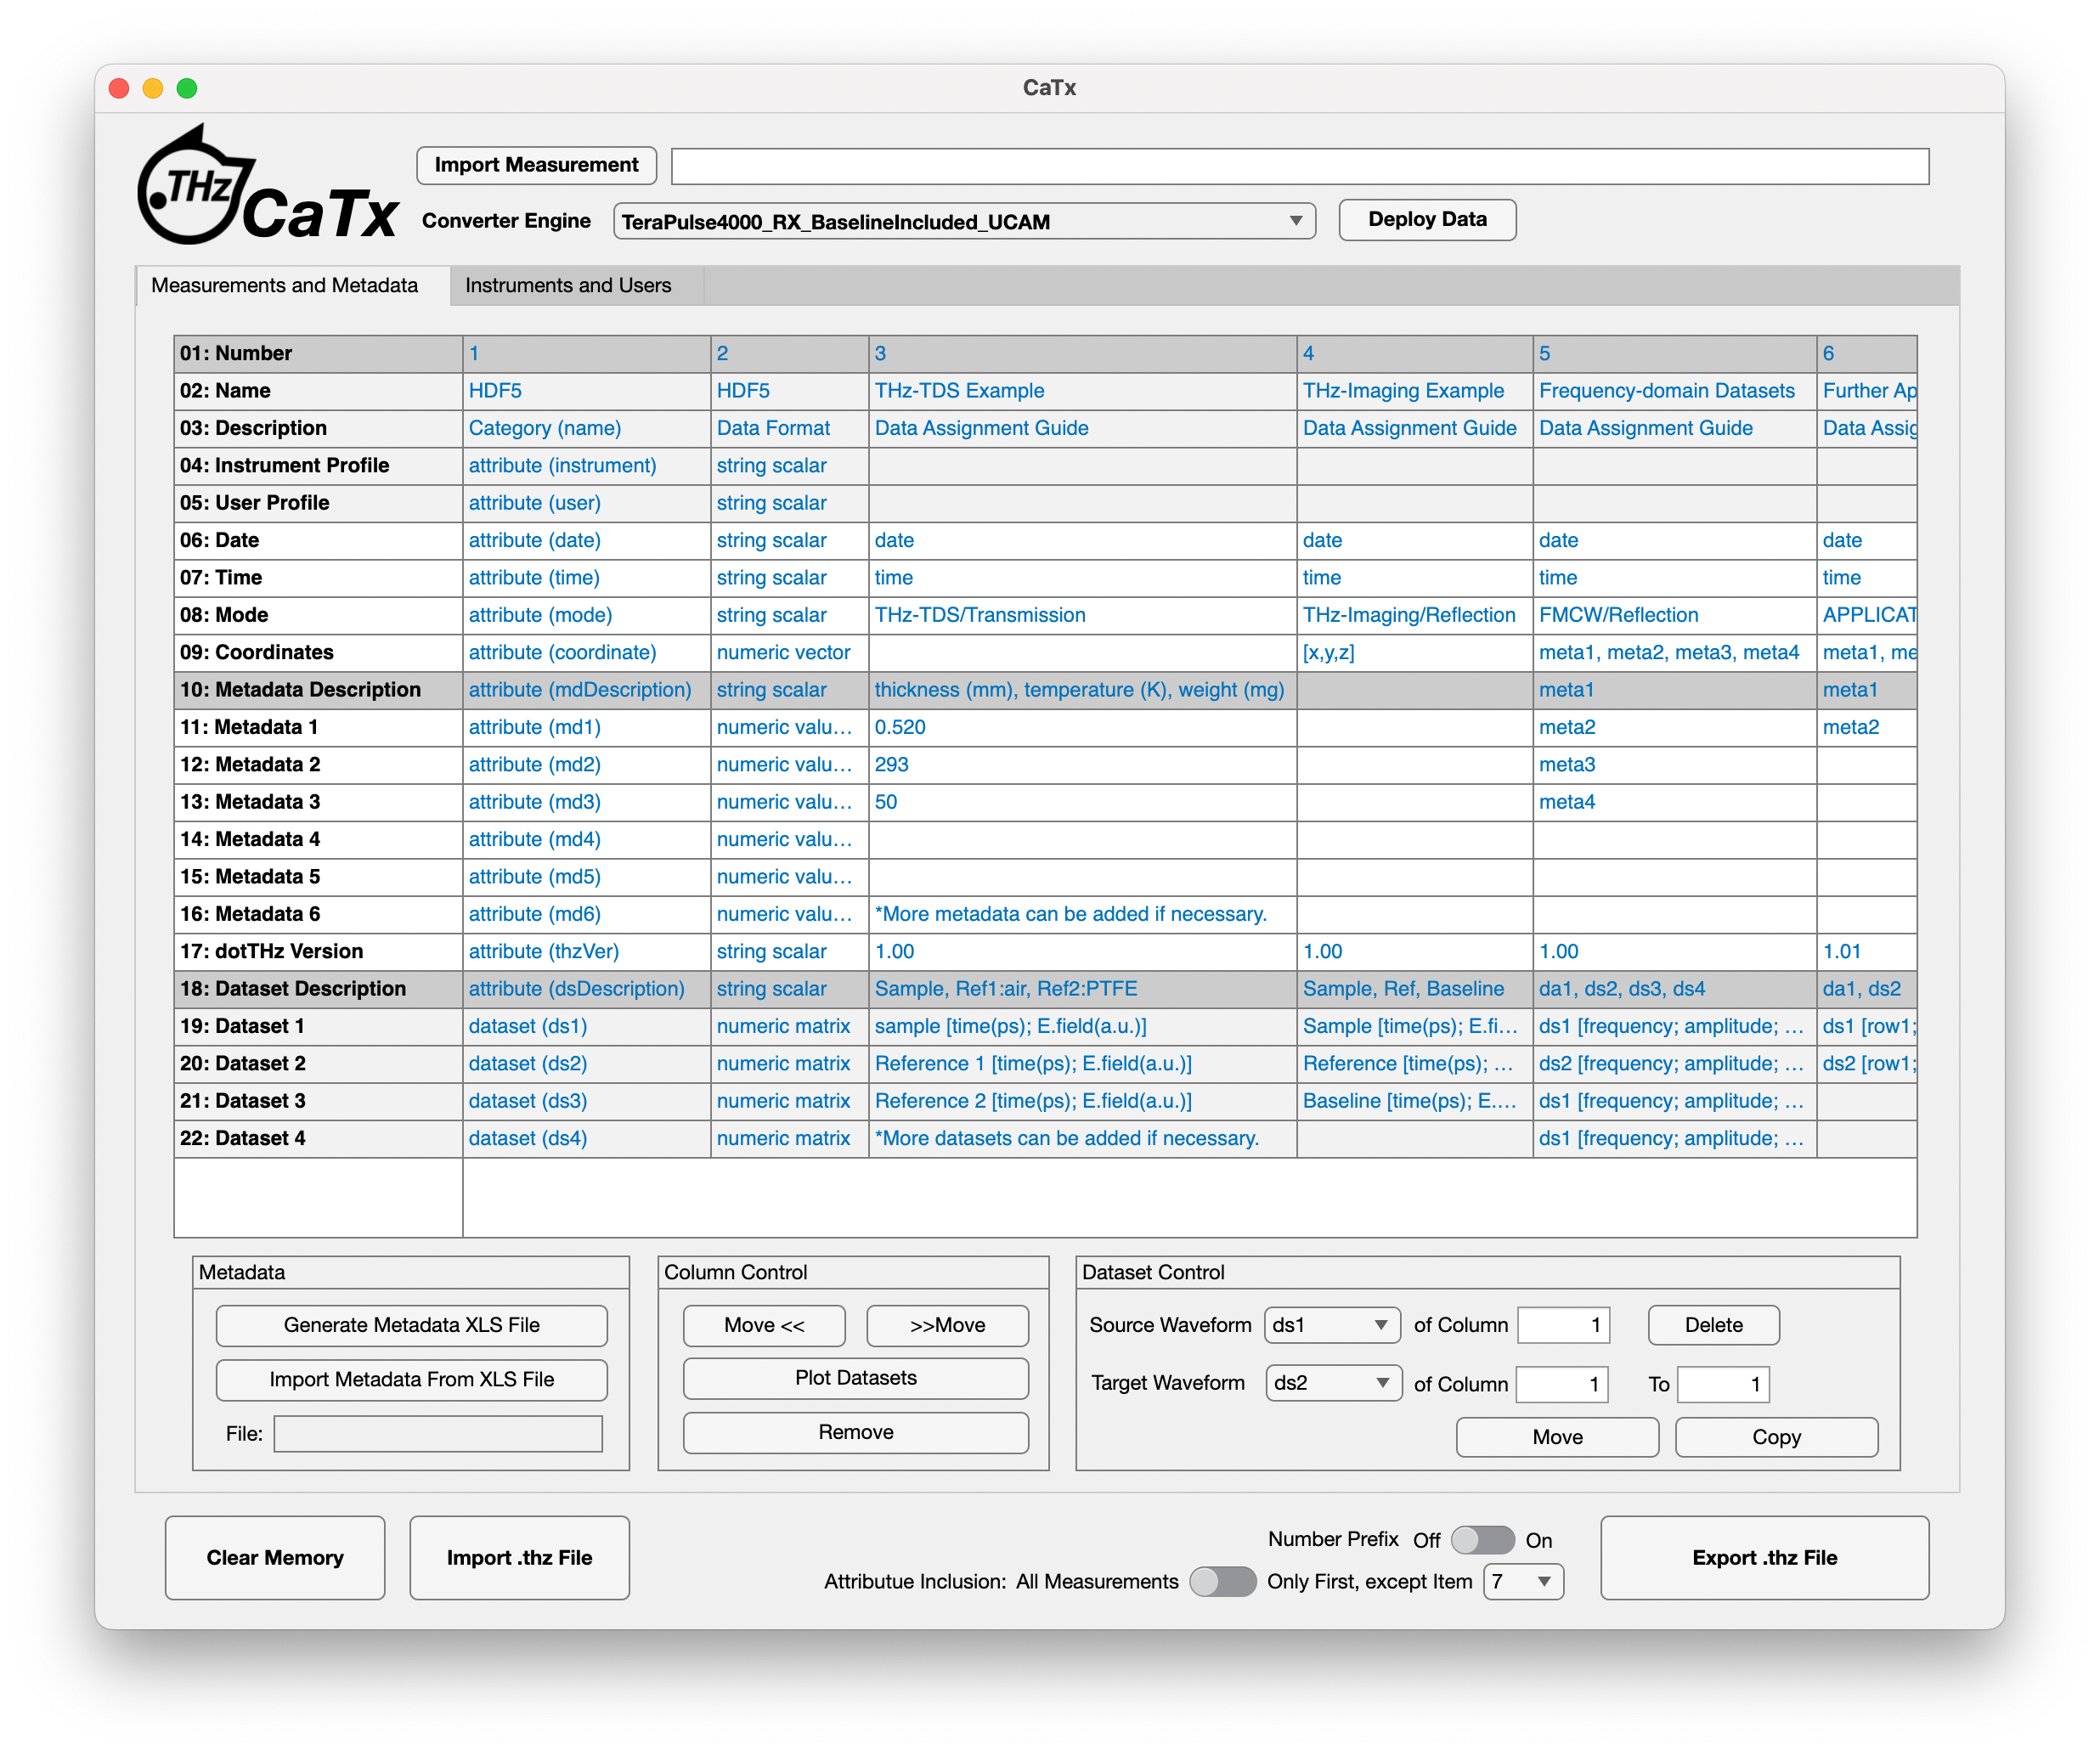 CaTx
.THz CaTx
Import Measurement
Converter Engine TeraPulse4000_RX_BaselineIncluded_UCAM Deploy Data
Measurements and Metadata Instruments and Users
01: Number 1 2 3 4 5 6
02: Name HDF5 HDF5 THz-TDS Example THz-Imaging Example Frequency-domain Datasets Further Ap
03: Description Category (name) Data Format Data Assignment Guide Data Assignment Guide Data Assignment Guide Data Assig
04: Instrument Profile attribute (instrument) string scalar
05: User Profile attribute (user) string scalar
06: Date attribute (date) string scalar date date date date
07: Time attribute (time) string scalar time time time time
08: Mode attribute (mode) string scalar THz-TDS/Transmission THz-Imaging/Reflection FMCW/Reflection APPLICAT
09: Coordinates attribute (coordinate) numeric vector [x,y,z] meta1, meta2, meta3, meta4 meta1, me
10: Metadata Description attribute (mdDescription) string scalar thickness (mm), temperature (K), weight (mg) meta1 meta1
11: Metadata 1 attribute (md1) numeric valu... 0.520 meta2 meta2
12: Metadata 2 attribute (md2) numeric valu... 293 meta3
13: Metadata 3 attribute (md3) numeric valu... 50 meta4
14: Metadata 4 attribute (md4) numeric valu...
15: Metadata 5 attribute (md5) numeric valu...
16: Metadata 6 attribute (md6) numeric valu... *More metadata can be added if necessary.
17: dotTHz Version attribute (thzVer) string scalar 1.00 1.00 1.00 1.01
18: Dataset Description attribute (dsDescription) string scalar Sample, Ref1:air, Ref2:PTFE Sample, Ref, Baseline da1, ds2, ds3, ds4 da1, ds2
19: Dataset 1 dataset (ds1) numeric matrix sample [time(ps); E.field(a.u.)] Sample [time(ps); E.fi... ds1 [frequency; amplitude; ... ds1 [row1;
20: Dataset 2 dataset (ds2) numeric matrix Reference 1 [time(ps); E.field(a.u.)] Reference [time(ps); ... ds2 [frequency; amplitude; ... ds2 [row1;
21: Dataset 3 dataset (ds3) numeric matrix Reference 2 [time(ps); E.field(a.u.)] Baseline [time(ps); E.... ds1 [frequency; amplitude; ...
22: Dataset 4 dataset (ds4) numeric matrix *More datasets can be added if necessary. ds1 [frequency; amplitude; ...
Metadata
Generate Metadata XLS File
Import Metadata From XLS File
File:
Column Control
Move << >>Move
Plot Datasets
Remove
Dataset Control
Source Waveform ds1 of Column 1 Delete
Target Waveform ds2 of Column 1 To 1
Move Copy
Clear Memory Import .thz File
Number Prefix Off On
Attributue Inclusion: All Measurements Only First, except Item 7
Export .thz File